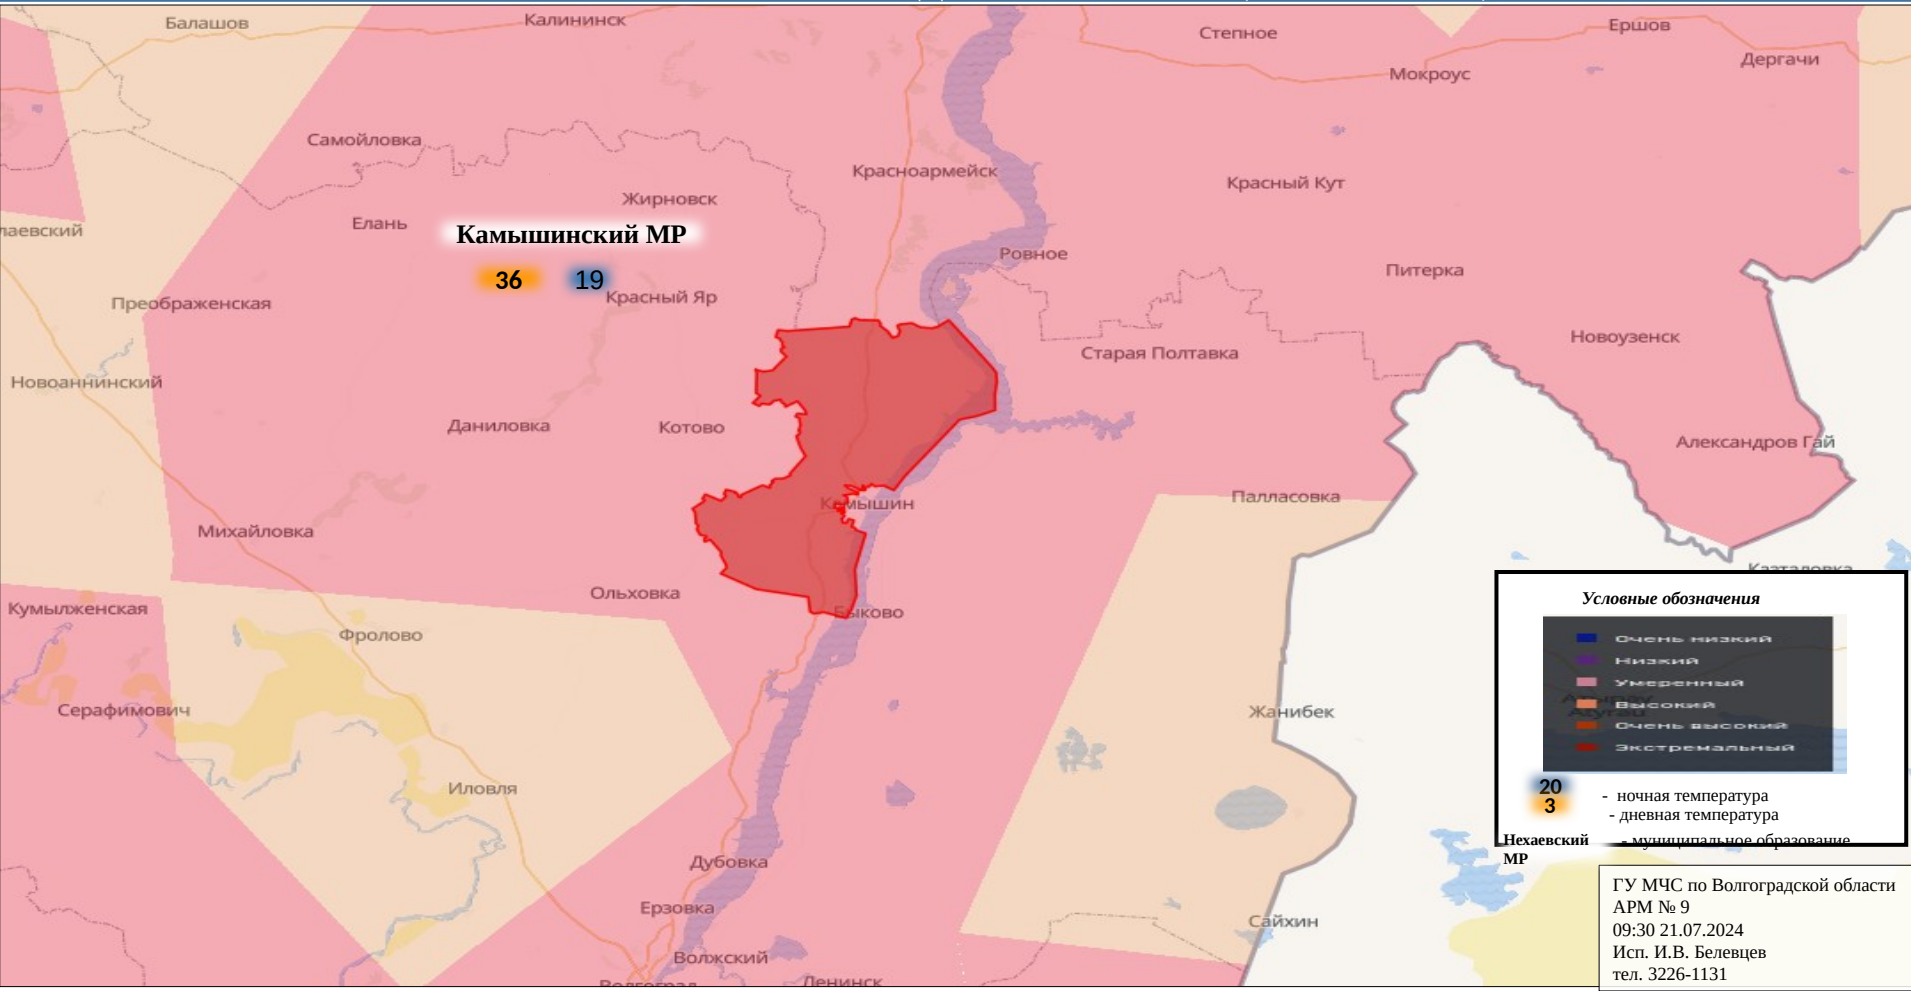 Балашов
Калининск
Степное
Ершов
Дергачи
Мокроус
Самойловка
Красноармейск
Красный Кут
Жирновск
Елань
лаевский
Камышинский МР
Ровное
Питерка
36 19
Красный Яр
Преображенская
Новоузенск
Старая Полтавка
Новоаннинский
Даниловка
Котово
Александров Гай
Палласовка
Камышин
Михайловка
Казталовка
Ольховка
Кумылженская
Быково
Фролово
Серафимович
Жанибек
Иловля
Дубовка
Ерзовка
Сайхин
Волжский
Ленинск
Волгоград
Условные обозначения
Очень низкий
Низкий
Умеренный
Высокий
Очень высокий
Экстремальный
20 - ночная температура
3 - дневная температура
Нехаевский МР - муниципальное образование
ГУ МЧС по Волгоградской области
АРМ № 9
09:30 21.07.2024
Исп. И.В. Белевцев
тел. 3226-1131